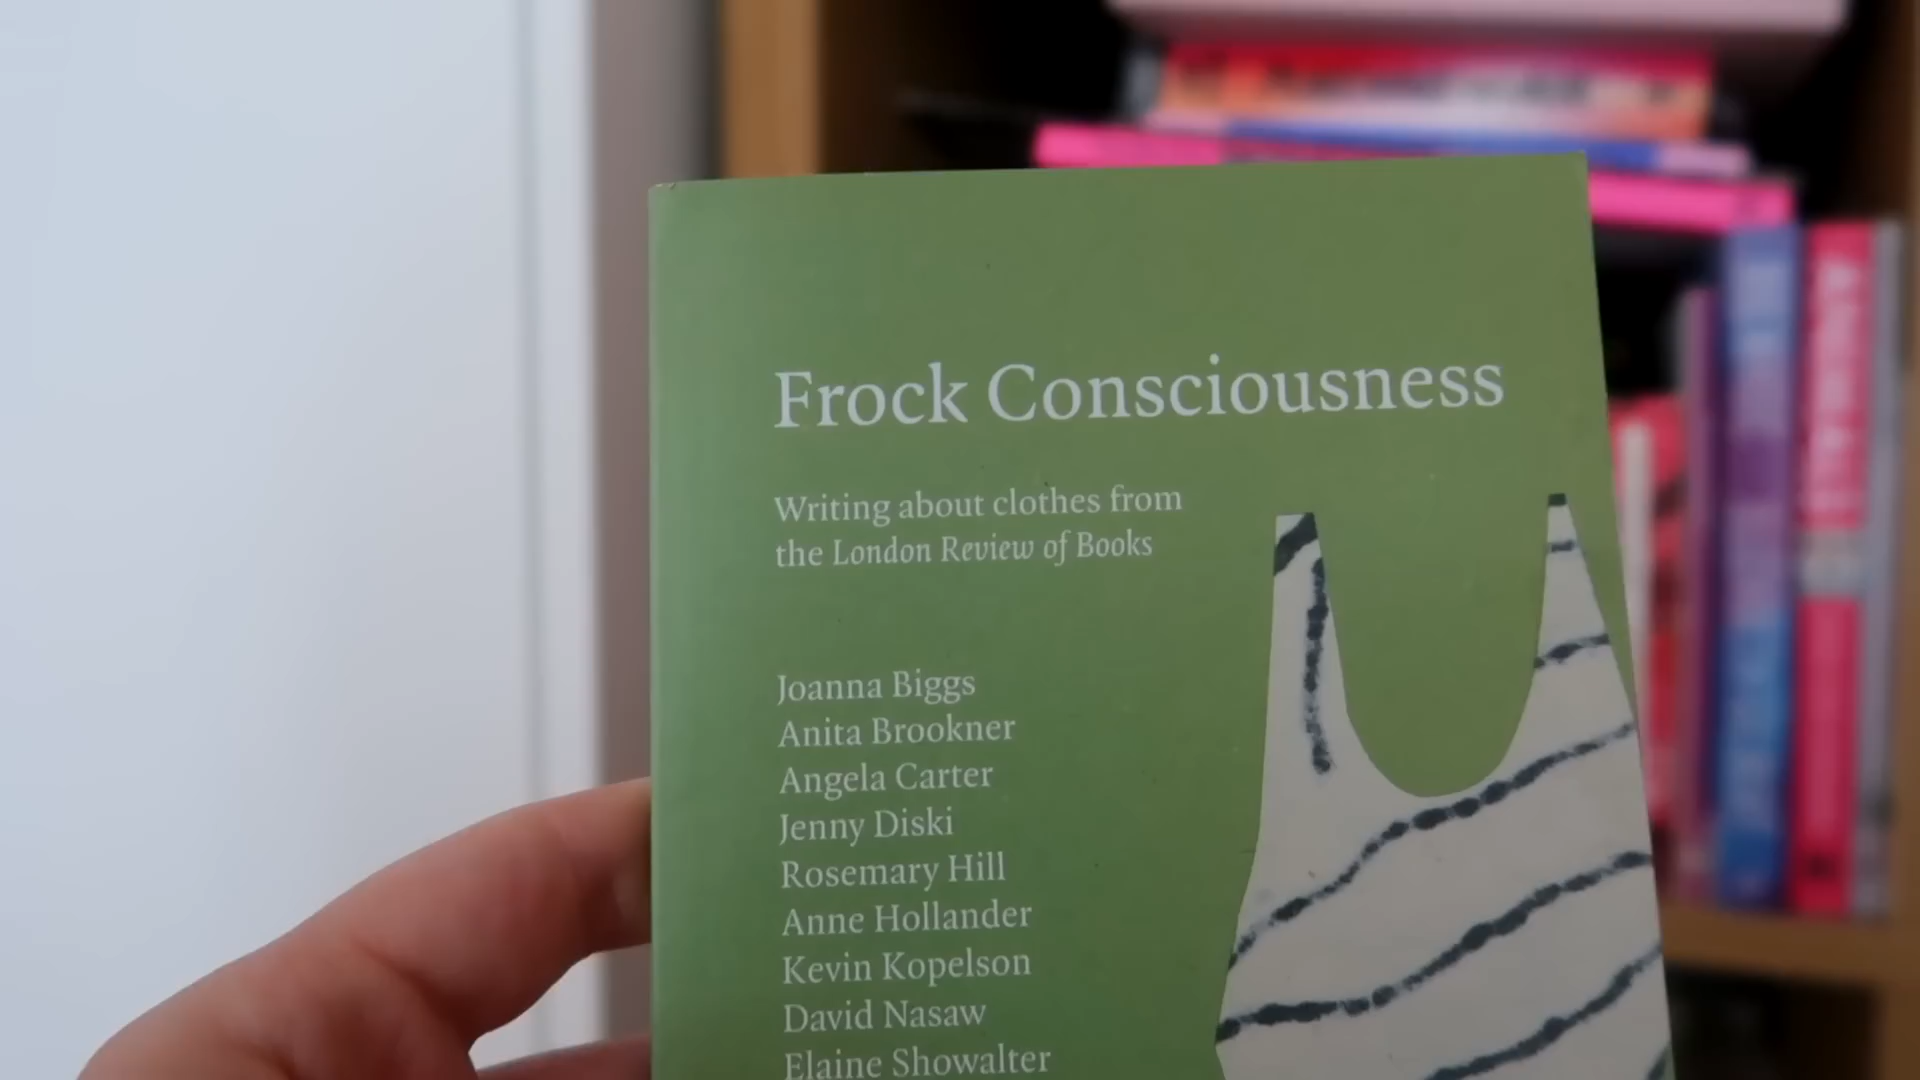 Frock Consciousness
Writing about clothes from
the London Review of Books
Joanna Biggs
Anita Brookner
Angela Carter
Jenny Diski
Rosemary Hill
Anne Hollander
Kevin Kopelson
David Nasaw
Elaine Showalter